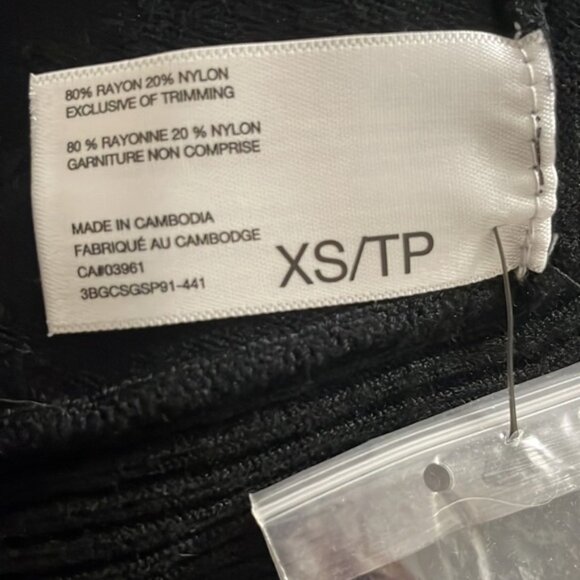 80% RAYON 20% NYLON
EXCLUSIVE OF TRIMMING
80 % RAYONNE 20 % NYLON
GARNITURE NON COMPRISE
MADE IN CAMBODIA
FABRIQUÉ AU CAMBODGE
CA#03961
3BGCSGSP91-441
XS/TP